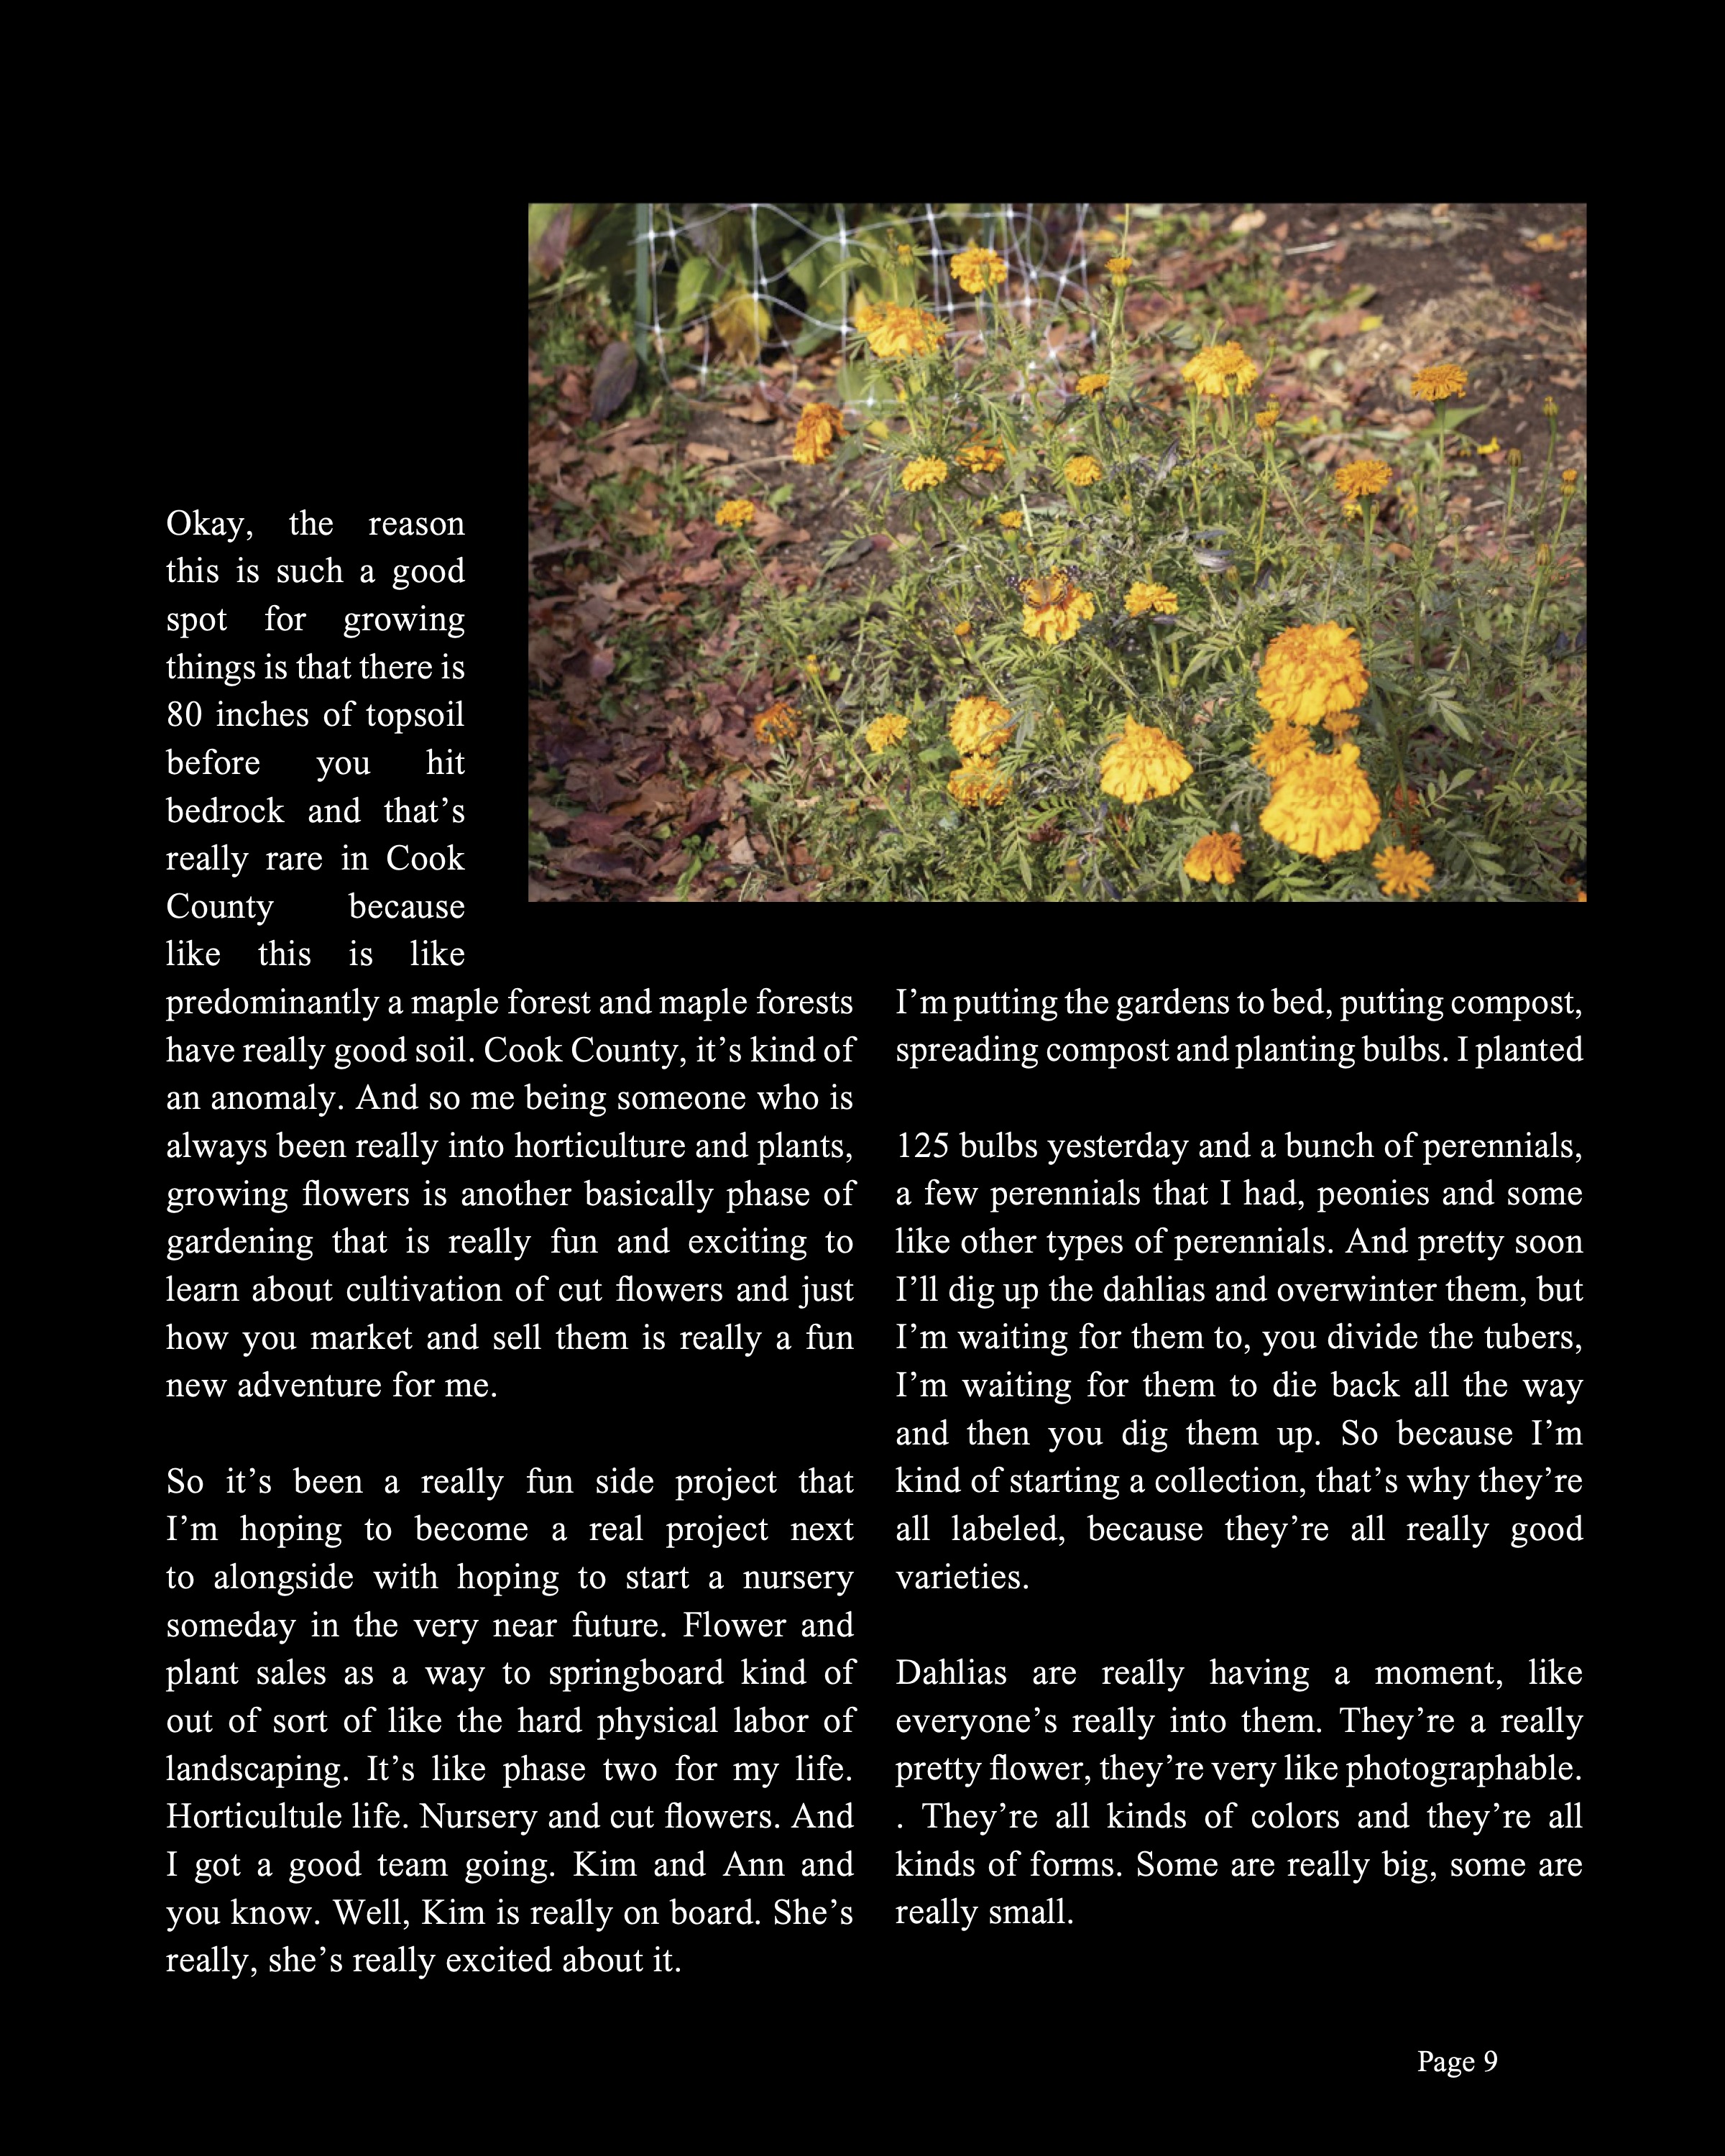 Okay, the reason
this is such a good
spot for growing
things is that there is
80 inches of topsoil
before you hit
bedrock and that’s
really rare in Cook
County because
like this is like
predominantly a maple forest and maple forests
have really good soil. Cook County, it’s kind of
an anomaly. And so me being someone who is
always been really into horticulture and plants,
growing flowers is another basically phase of
gardening that is really fun and exciting to
learn about cultivation of cut flowers and just
how you market and sell them is really a fun
new adventure for me.
So it’s been a really fun side project that
I’m hoping to become a real project next
to alongside with hoping to start a nursery
someday in the very near future. Flower and
plant sales as a way to springboard kind of
out of sort of like the hard physical labor of
landscaping. It’s like phase two for my life.
Horticultule life. Nursery and cut flowers. And
I got a good team going. Kim and Ann and
you know. Well, Kim is really on board. She’s
really, she’s really excited about it.
I’m putting the gardens to bed, putting compost,
spreading compost and planting bulbs. I planted
125 bulbs yesterday and a bunch of perennials,
a few perennials that I had, peonies and some
like other types of perennials. And pretty soon
I’ll dig up the dahlias and overwinter them, but
I’m waiting for them to, you divide the tubers,
I’m waiting for them to die back all the way
and then you dig them up. So because I’m
kind of starting a collection, that’s why they’re
all labeled, because they’re all really good
varieties.
Dahlias are really having a moment, like
everyone’s really into them. They’re a really
pretty flower, they’re very like photographable.
. They’re all kinds of colors and they’re all
kinds of forms. Some are really big, some are
really small.
Page 9